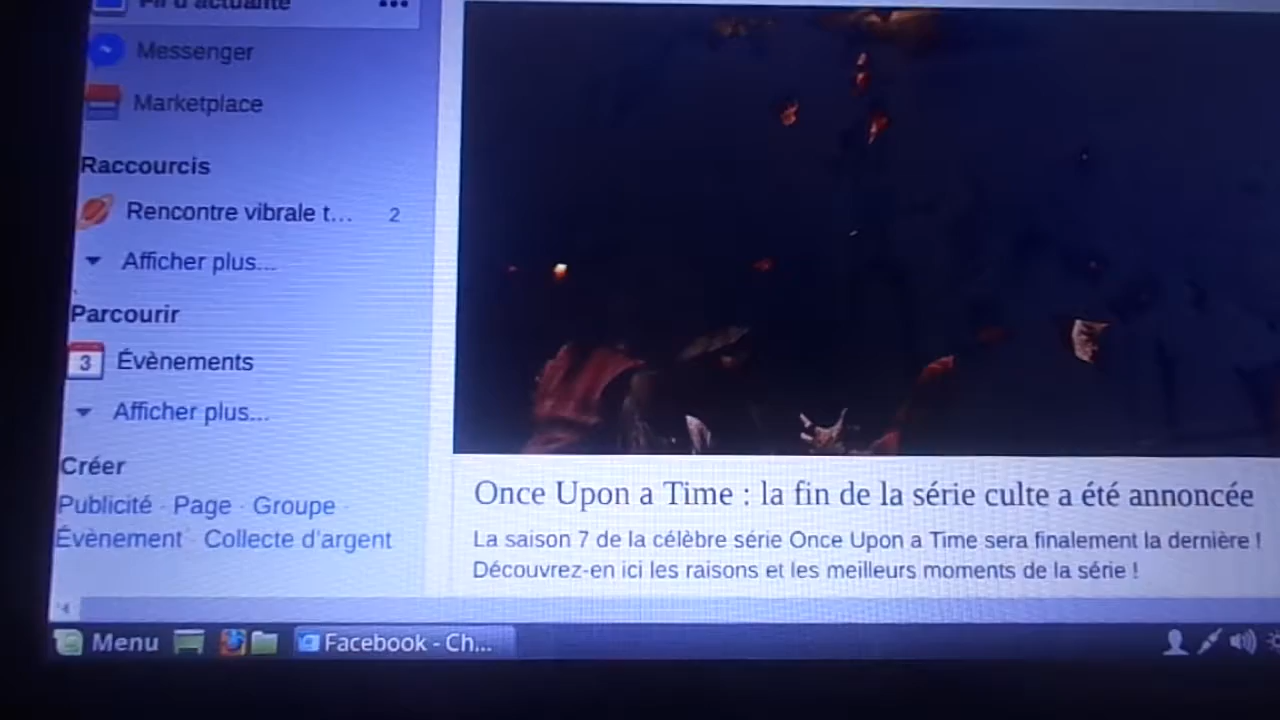 Fil d'actualité
Messenger
Marketplace
Raccourcis
Rencontre vibrale t... 2
Afficher plus...
Parcourir
3 Évènements
Afficher plus...
Créer
Publicité · Page · Groupe ·
Évènement · Collecte d'argent
Once Upon a Time : la fin de la série culte a été annoncée
La saison 7 de la célèbre série Once Upon a Time sera finalement la dernière !
Découvrez-en ici les raisons et les meilleurs moments de la série !
Menu
Facebook - Ch...